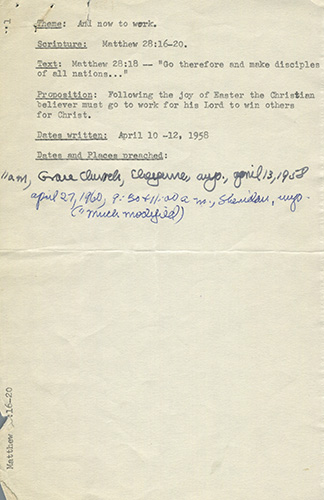 Theme: And now to work.
Scripture: Matthew 28:16-20.
Text: Matthew 28:18 -- "Go therefore and make disciples
of all nations..."
Proposition: Following the joy of Easter the Christian
believer must go to work for his Lord to win others
for Christ.
Dates written: April 10 -12, 1958
Dates and Places preached:
11 am, Grace Church, Cheyenne, Wyo., April 13, 1958
April 27, 1960, 9:30 + 11:00 a.m., Sheridan, Wyo.
(" much modified)
Matthew :16-20